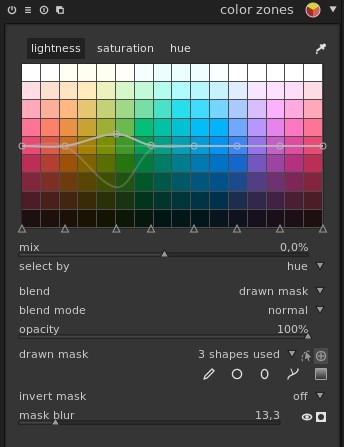 color zones
lightness saturation hue
mix 0,0%
select by hue
blend drawn mask
blend mode normal
opacity 100%
drawn mask 3 shapes used
invert mask off
mask blur 13,3